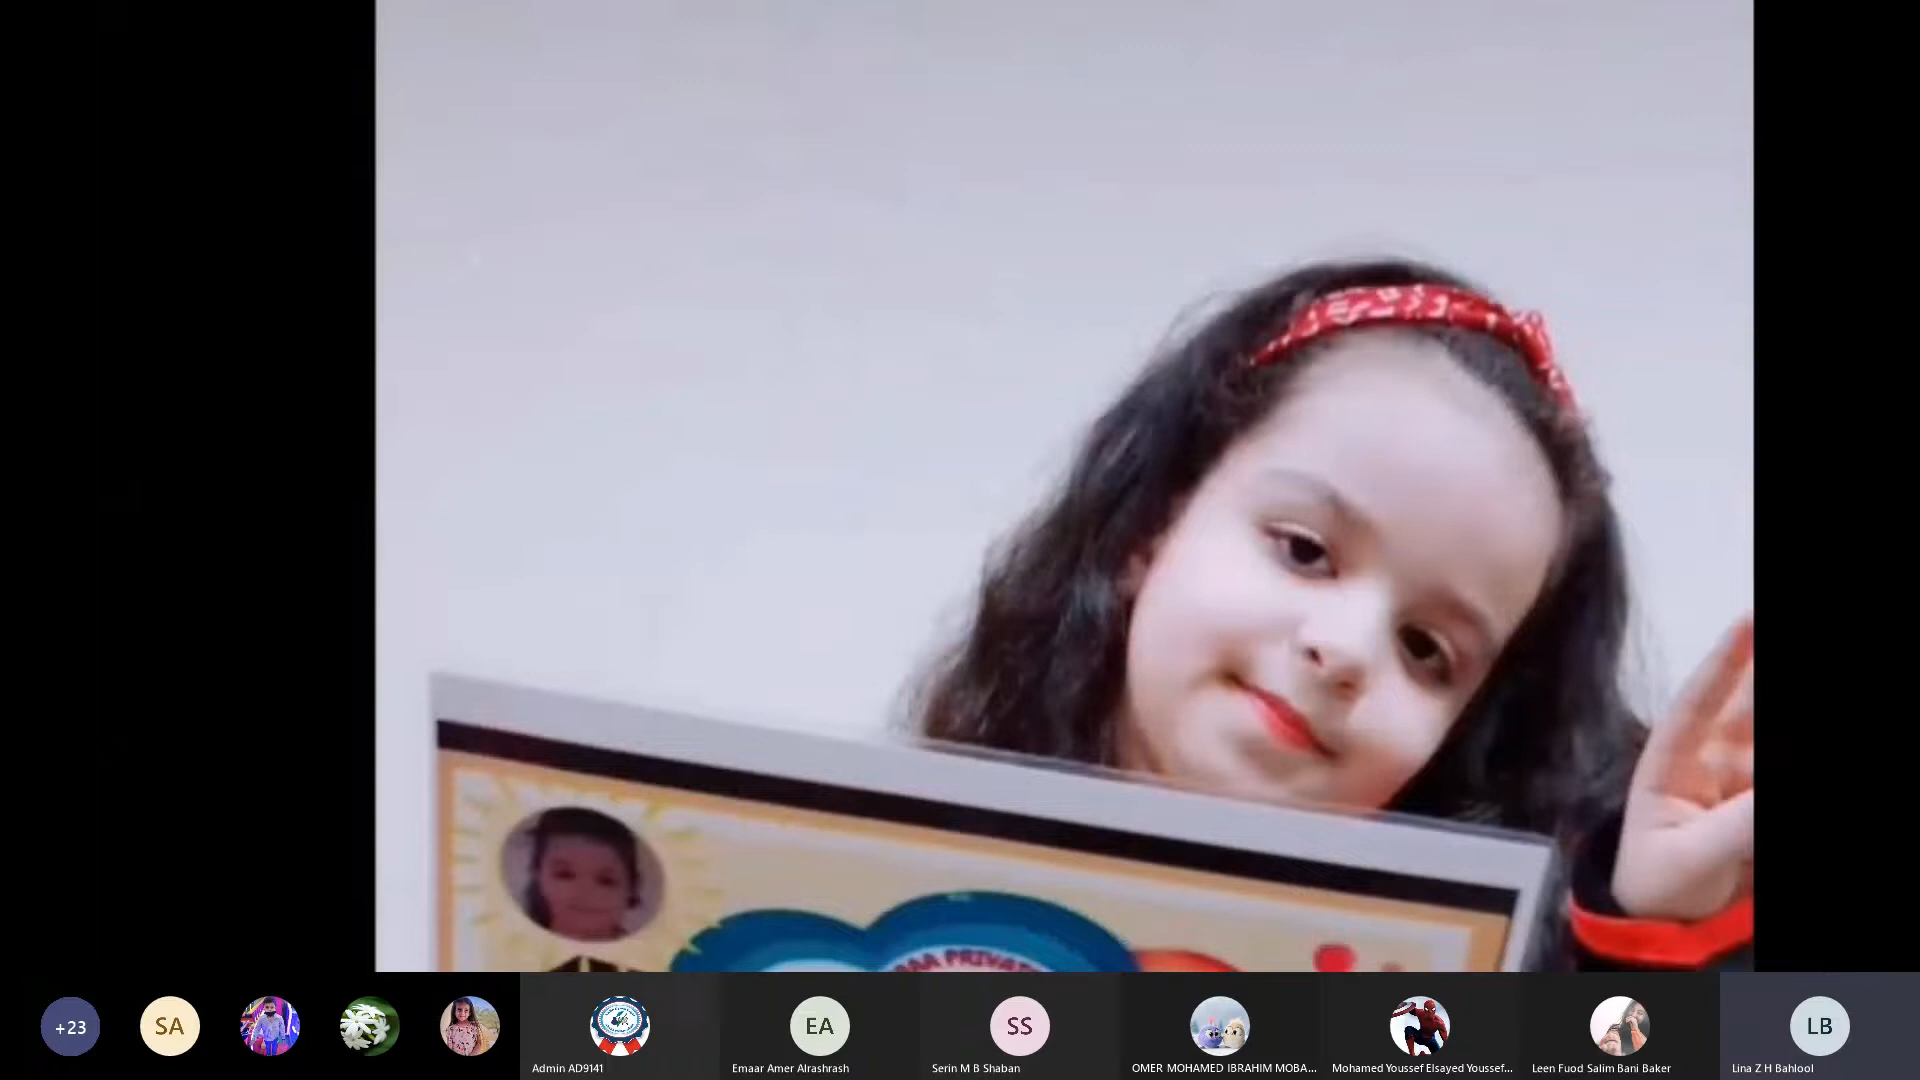 PRIVAT
+23
SA
EA
SS
LB
Admin AD9141
Emaar Amer Alrashrash
Serin M B Shaban
OMER MOHAMED IBRAHIM MOBA...
Mohamed Youssef Elsayed Youssef...
Leen Fuod Salim Bani Baker
Lina Z H Bahlool